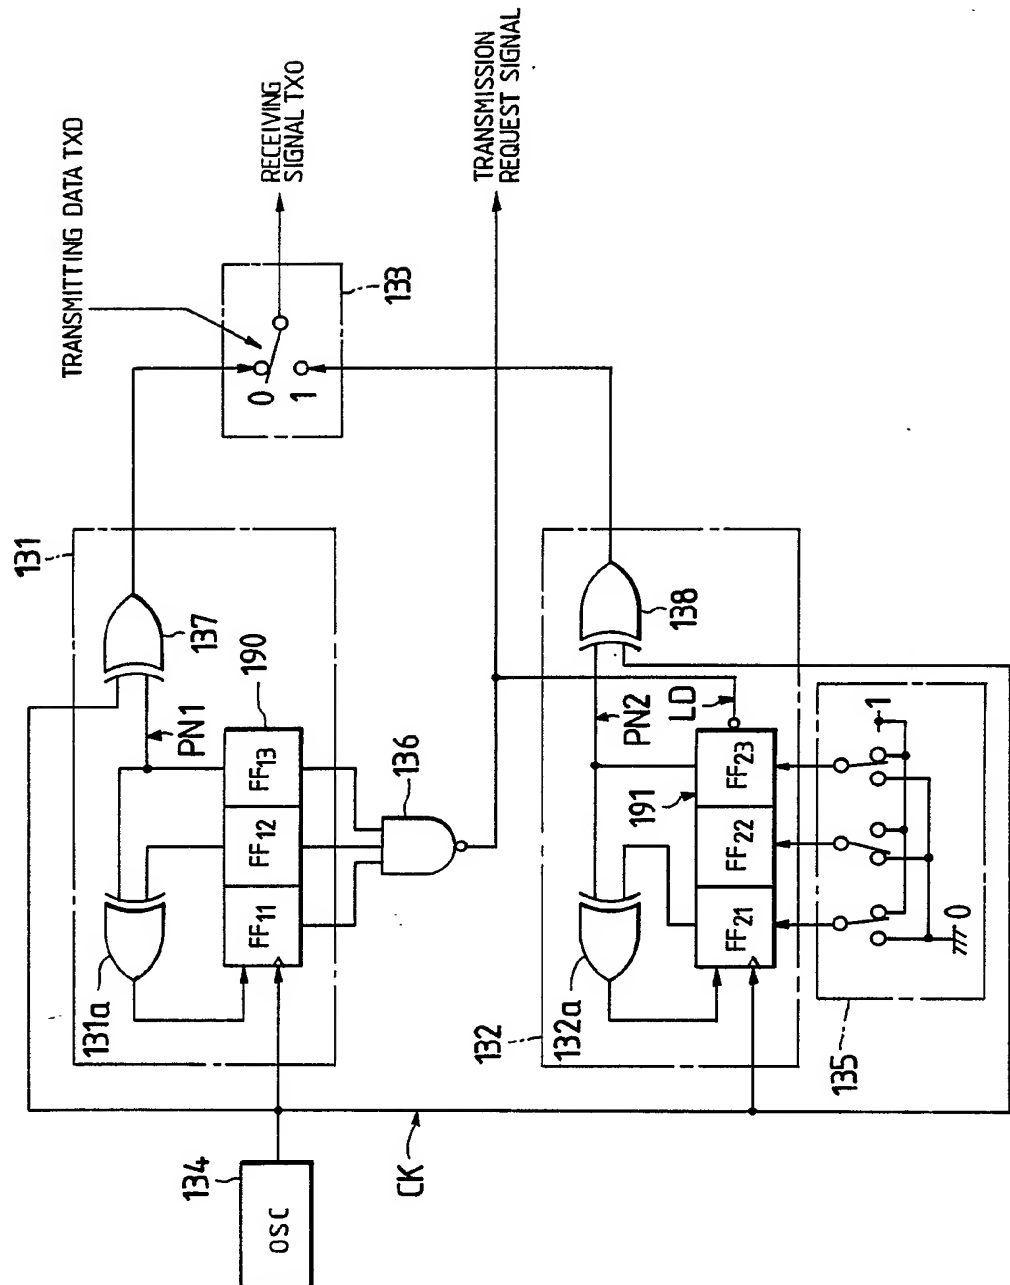 134
OSC
CK
131
131a
137
PN1
190
FF11
FF12
FF13
136
TRANSMITTING DATA TXD
0
1
133
RECEIVING
SIGNAL TXO
TRANSMISSION
REQUEST SIGNAL
132
132a
138
PN2
LD
191
FF21
FF22
FF23
135
1
0